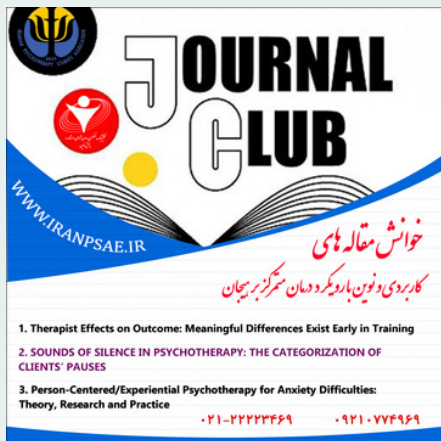 JOURNAL
CLUB
WWW.IRANPSAE.IR
خوانش مقاله های
کاربردی و نوین با رویکرد درمان متمرکز بر هیجان
1. Therapist Effects on Outcome: Meaningful Differences Exist Early in Training
2. SOUNDS OF SILENCE IN PSYCHOTHERAPY: THE CATEGORIZATION OF
CLIENTS' PAUSES
3. Person-Centered/Experiential Psychotherapy for Anxiety Difficulties:
Theory, Research and Practice
۰۲۱-۲۲۲۲۳۴۶۹ ۰۹۲۱۰۷۷۴۹۶۹